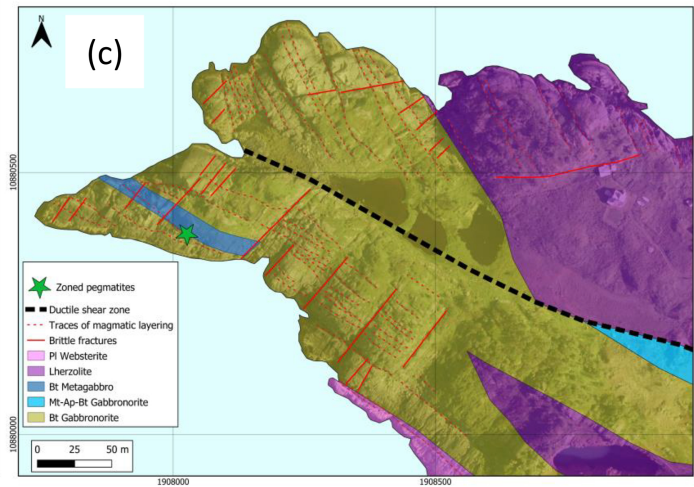 N
(c)
10880500
10880000
Zoned pegmatites
Ductile shear zone
Traces of magmatic layering
Brittle fractures
Pl Websterite
Lherzolite
Bt Metagabbro
Mt-Ap-Bt Gabbronorite
Bt Gabbronorite
0 25 50 m
1908000 1908500